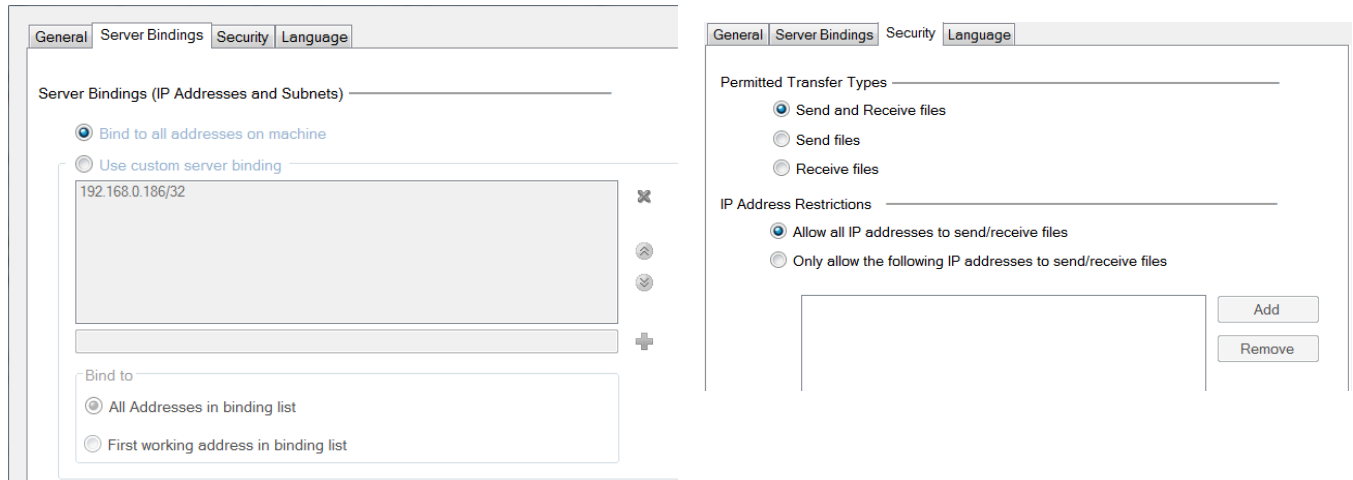 General Server Bindings Security Language
Server Bindings (IP Addresses and Subnets)
Bind to all addresses on machine
Use custom server binding
192.168.0.186/32
Bind to
All Addresses in binding list
First working address in binding list
General Server Bindings Security Language
Permitted Transfer Types
Send and Receive files
Send files
Receive files
IP Address Restrictions
Allow all IP addresses to send/receive files
Only allow the following IP addresses to send/receive files
Add
Remove